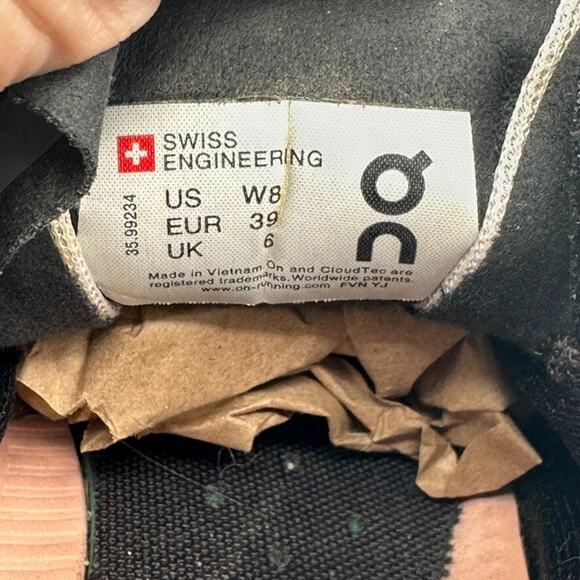 SWISS
ENGINEERING
US W8
EUR 39
UK 6
35.99234
Made in Vietnam. On and CloudTec are
registered trademarks. Worldwide patents.
www.on-running.com FVN YJ